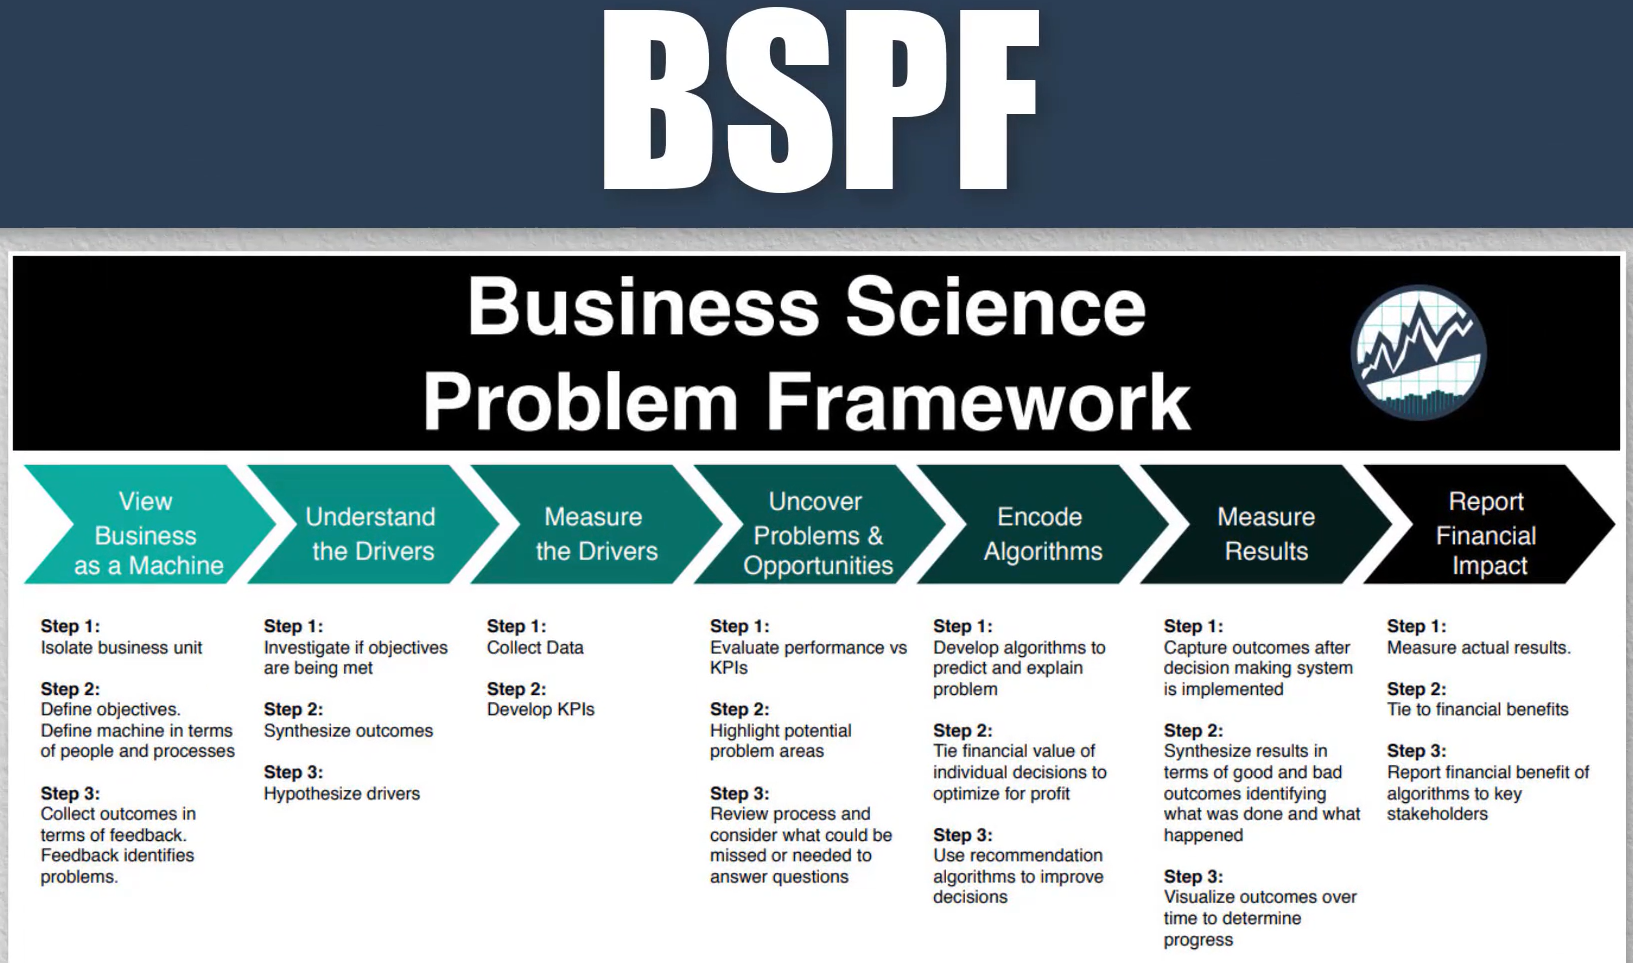 BSPF
Business Science
Problem Framework
View
Business
as a Machine
Understand
the Drivers
Measure
the Drivers
Uncover
Problems &
Opportunities
Encode
Algorithms
Measure
Results
Report
Financial
Impact
Step 1:
Isolate business unit
Step 2:
Define objectives.
Define machine in terms
of people and processes
Step 3:
Collect outcomes in
terms of feedback.
Feedback identifies
problems.
Step 1:
Investigate if objectives
are being met
Step 2:
Synthesize outcomes
Step 3:
Hypothesize drivers
Step 1:
Collect Data
Step 2:
Develop KPIs
Step 1:
Evaluate performance vs
KPIs
Step 2:
Highlight potential
problem areas
Step 3:
Review process and
consider what could be
missed or needed to
answer questions
Step 1:
Develop algorithms to
predict and explain
problem
Step 2:
Tie financial value of
individual decisions to
optimize for profit
Step 3:
Use recommendation
algorithms to improve
decisions
Step 1:
Capture outcomes after
decision making system
is implemented
Step 2:
Synthesize results in
terms of good and bad
outcomes identifying
what was done and what
happened
Step 3:
Visualize outcomes over
time to determine
progress
Step 1:
Measure actual results.
Step 2:
Tie to financial benefits
Step 3:
Report financial benefit of
algorithms to key
stakeholders